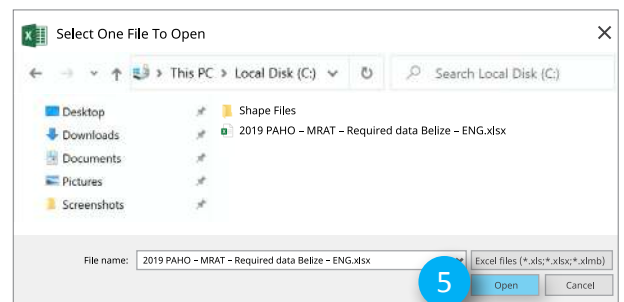 Select One File To Open
This PC > Local Disk (C:)
Search Local Disk (C:)
Desktop
Downloads
Documents
Pictures
Screenshots
Shape Files
2019 PAHO – MRAT – Required data Belize – ENG.xlsx
File name: 2019 PAHO – MRAT – Required data Belize – ENG.xlsx
Excel files (*.xls;*.xlsx;*.xlmb)
5
Open
Cancel